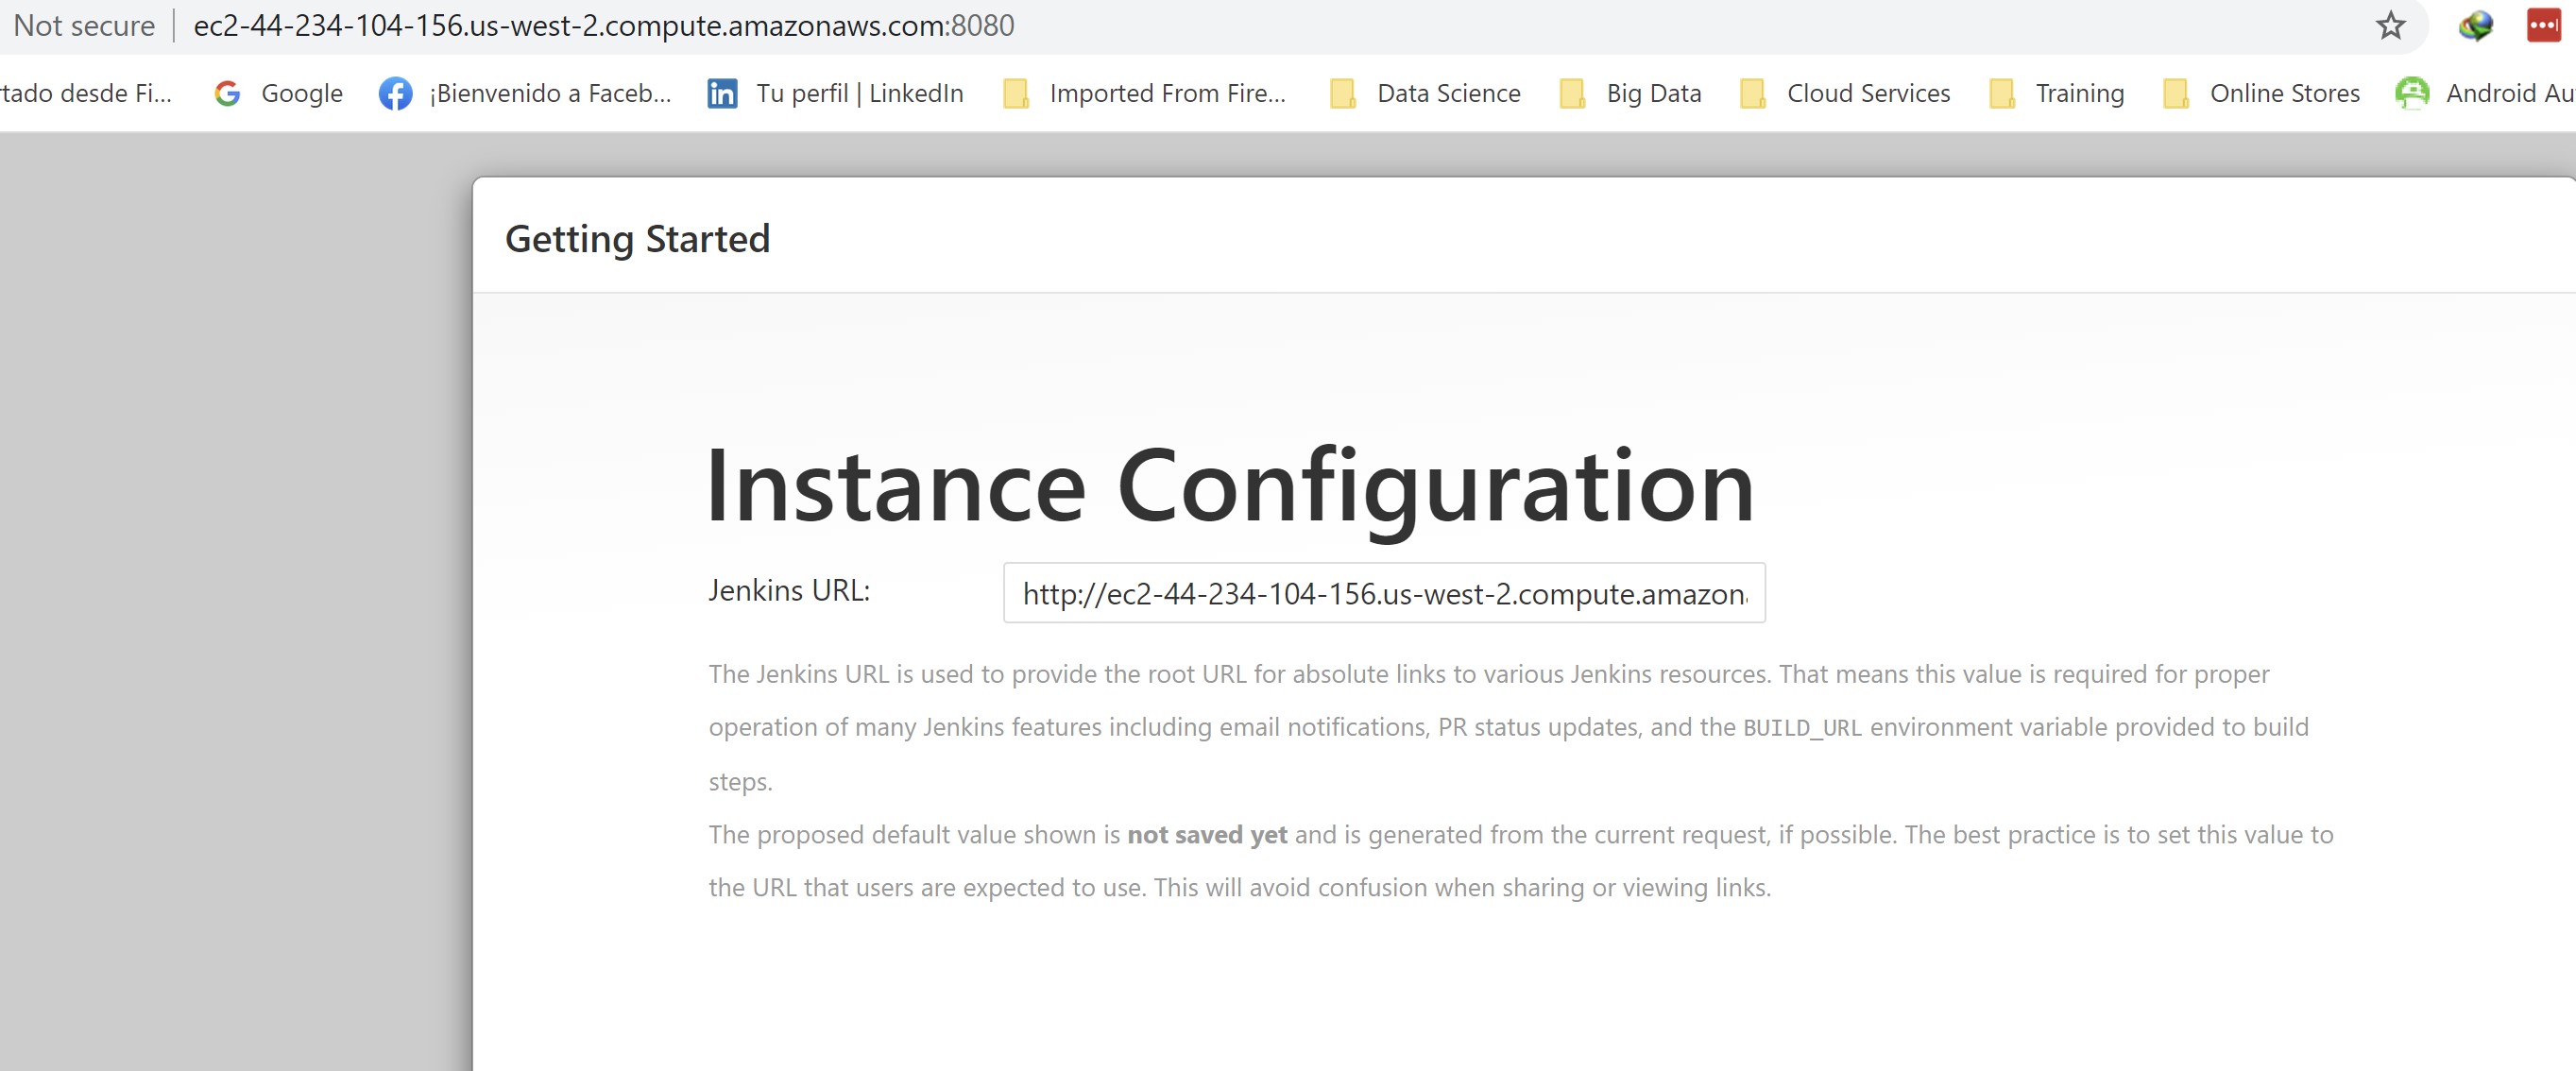 Not secure | ec2-44-234-104-156.us-west-2.compute.amazonaws.com:8080
rtado desde Fi... Google ¡Bienvenido a Faceb... Tu perfil | LinkedIn Imported From Fire... Data Science Big Data Cloud Services Training Online Stores Android Au
Getting Started
Instance Configuration
Jenkins URL: http://ec2-44-234-104-156.us-west-2.compute.amazon
The Jenkins URL is used to provide the root URL for absolute links to various Jenkins resources. That means this value is required for proper
operation of many Jenkins features including email notifications, PR status updates, and the BUILD_URL environment variable provided to build
steps.
The proposed default value shown is not saved yet and is generated from the current request, if possible. The best practice is to set this value to
the URL that users are expected to use. This will avoid confusion when sharing or viewing links.